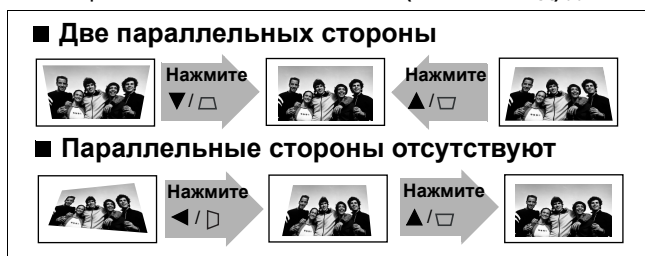 ■ Две параллельных стороны
Нажмите Нажмите
▼/⏢ ▲/▽
■ Параллельные стороны отсутствуют
Нажмите Нажмите
◀/▷ ▲/▽